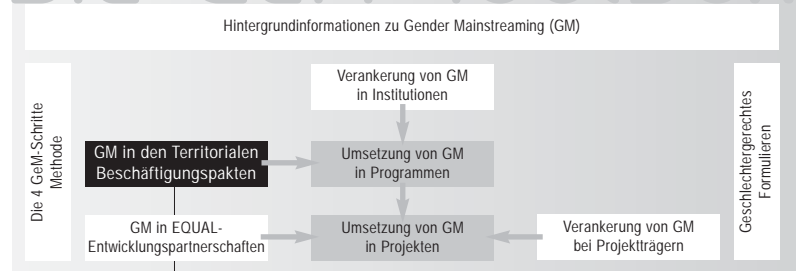 Hintergrundinformationen zu Gender Mainstreaming (GM)
Die 4 GeM-Schritte
Methode
Verankerung von GM
in Institutionen
GM in den Territorialen
Beschäftigungspakten
Umsetzung von GM
in Programmen
GM in EQUAL-
Entwicklungspartnerschaften
Umsetzung von GM
in Projekten
Verankerung von GM
bei Projektträgern
Geschlechtergerechtes
Formulieren